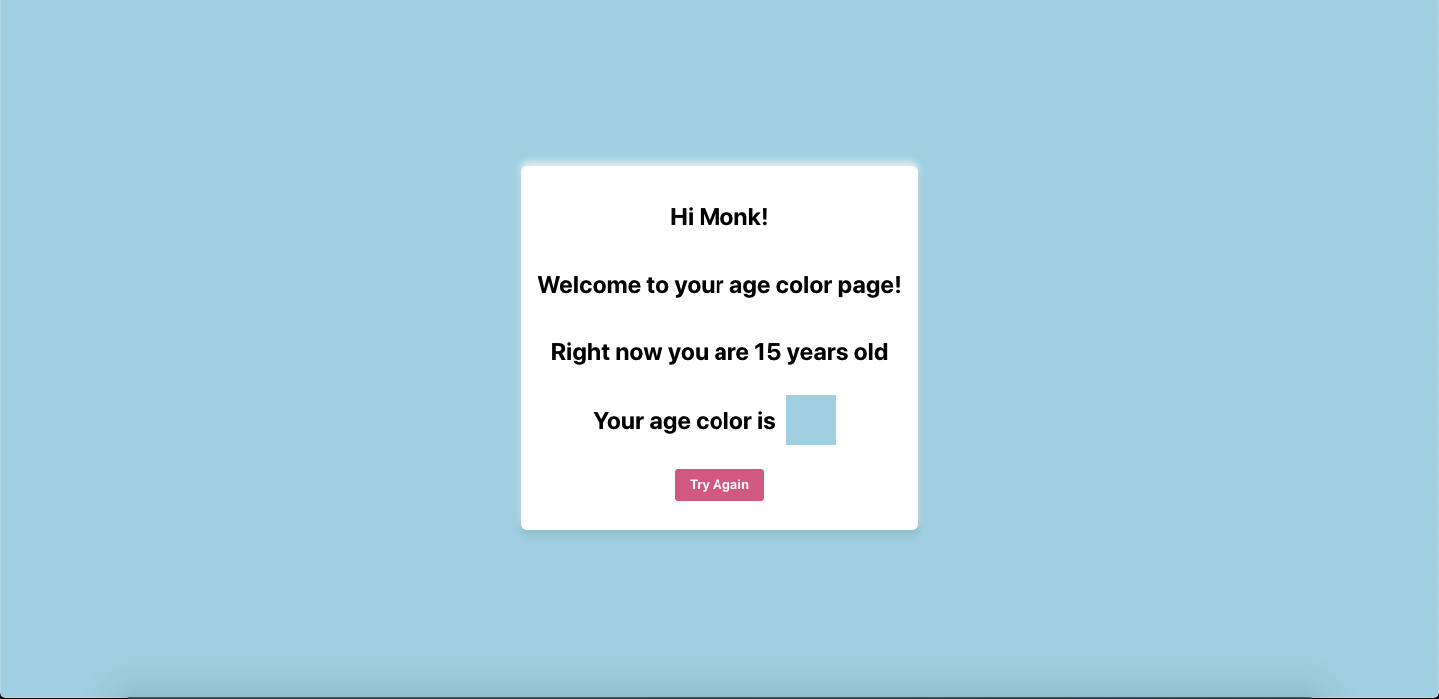 Hi Monk!
Welcome to your age color page!
Right now you are 15 years old
Your age color is
Try Again